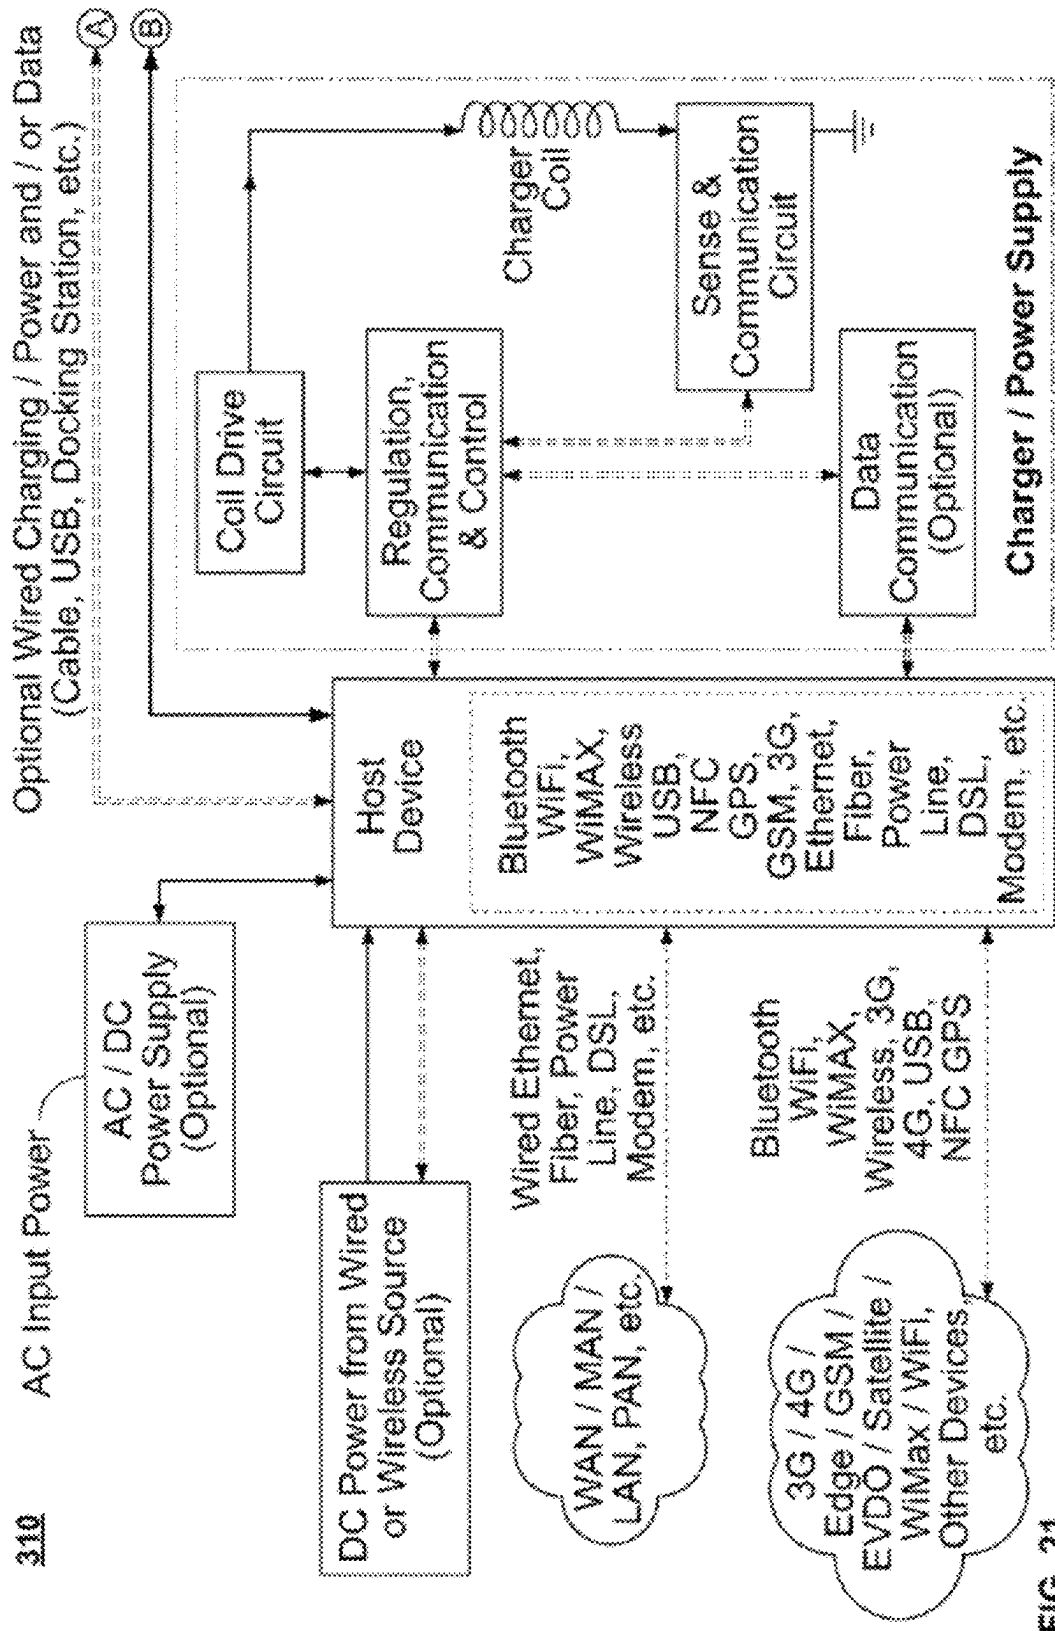 310
AC Input Power
Optional Wired Charging / Power and / or Data
(Cable, USB, Docking Station, etc.)
A
B
AC / DC
Power Supply
(Optional)
DC Power from Wired
or Wireless Source
(Optional)
Host
Device
Bluetooth
WiFi,
WiMAX,
Wireless
USB,
NFC
GPS,
GSM, 3G,
Ethernet,
Fiber,
Power
Line,
DSL,
Modem, etc.
Coil Drive
Circuit
Regulation,
Communication
& Control
Charger
Coil
Sense &
Communication
Circuit
Data
Communication
(Optional)
Charger / Power Supply
WAN / MAN /
LAN, PAN, etc.
Wired Ethernet,
Fiber, Power
Line, DSL,
Modem, etc.
3G / 4G /
Edge / GSM /
EVDO / Satellite /
WiMax / WiFi,
Other Devices,
etc.
Bluetooth
WiFi,
WiMAX,
Wireless, 3G,
4G, USB,
NFC GPS